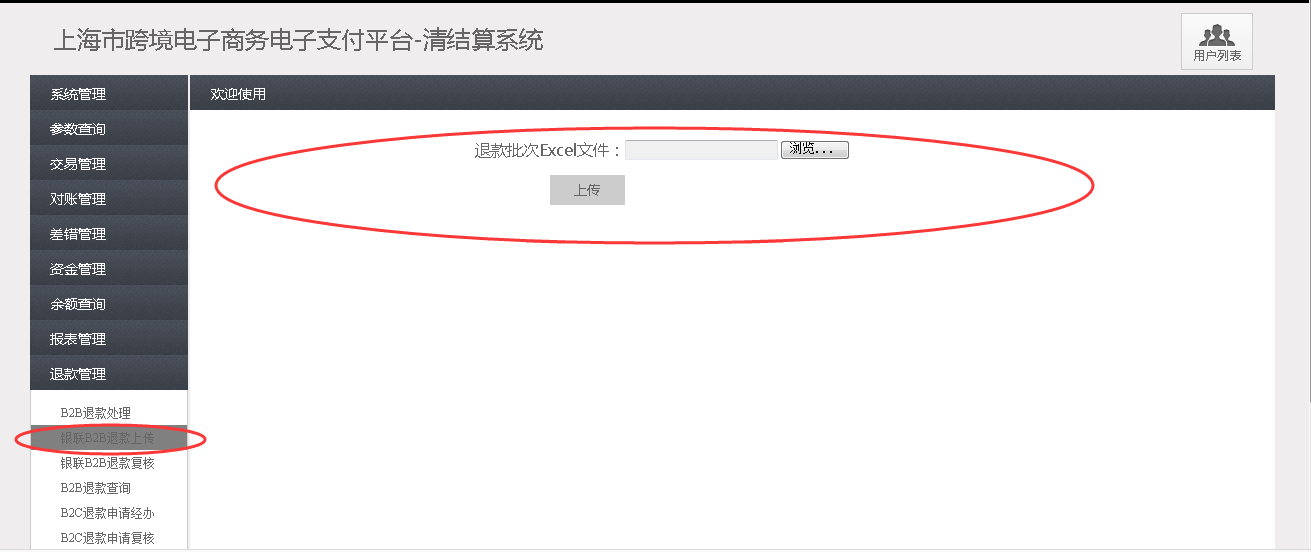 上海市跨境电子商务电子支付平台-清结算系统
用户列表
系统管理
欢迎使用
参数查询
交易管理
对账管理
差错管理
资金管理
余额查询
报表管理
退款管理
B2B退款处理
银联B2B退款上传
银联B2B退款复核
B2B退款查询
B2C退款申请经办
B2C退款申请复核
退款批次Excel文件：
浏览...
上传